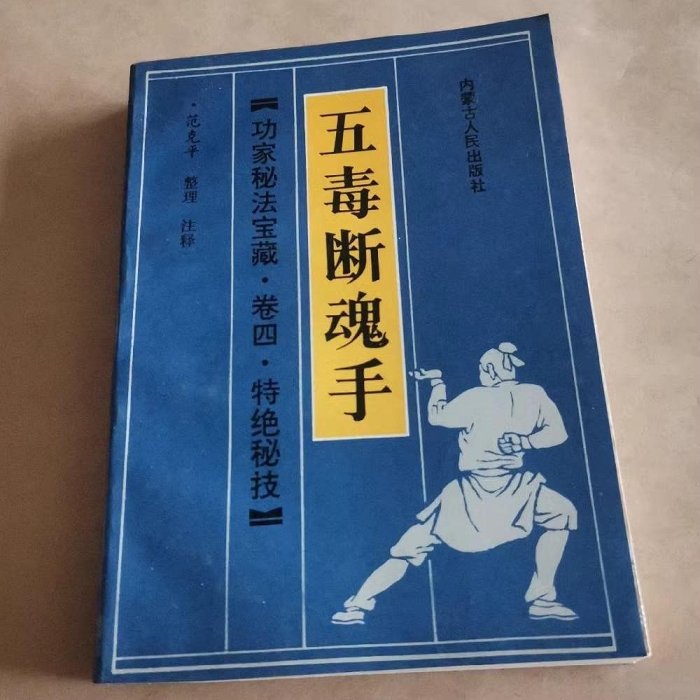 内蒙古人民出版社
五毒断魂手
【功家秘法宝藏·卷四·特绝秘技】
·范克平 整理 注释